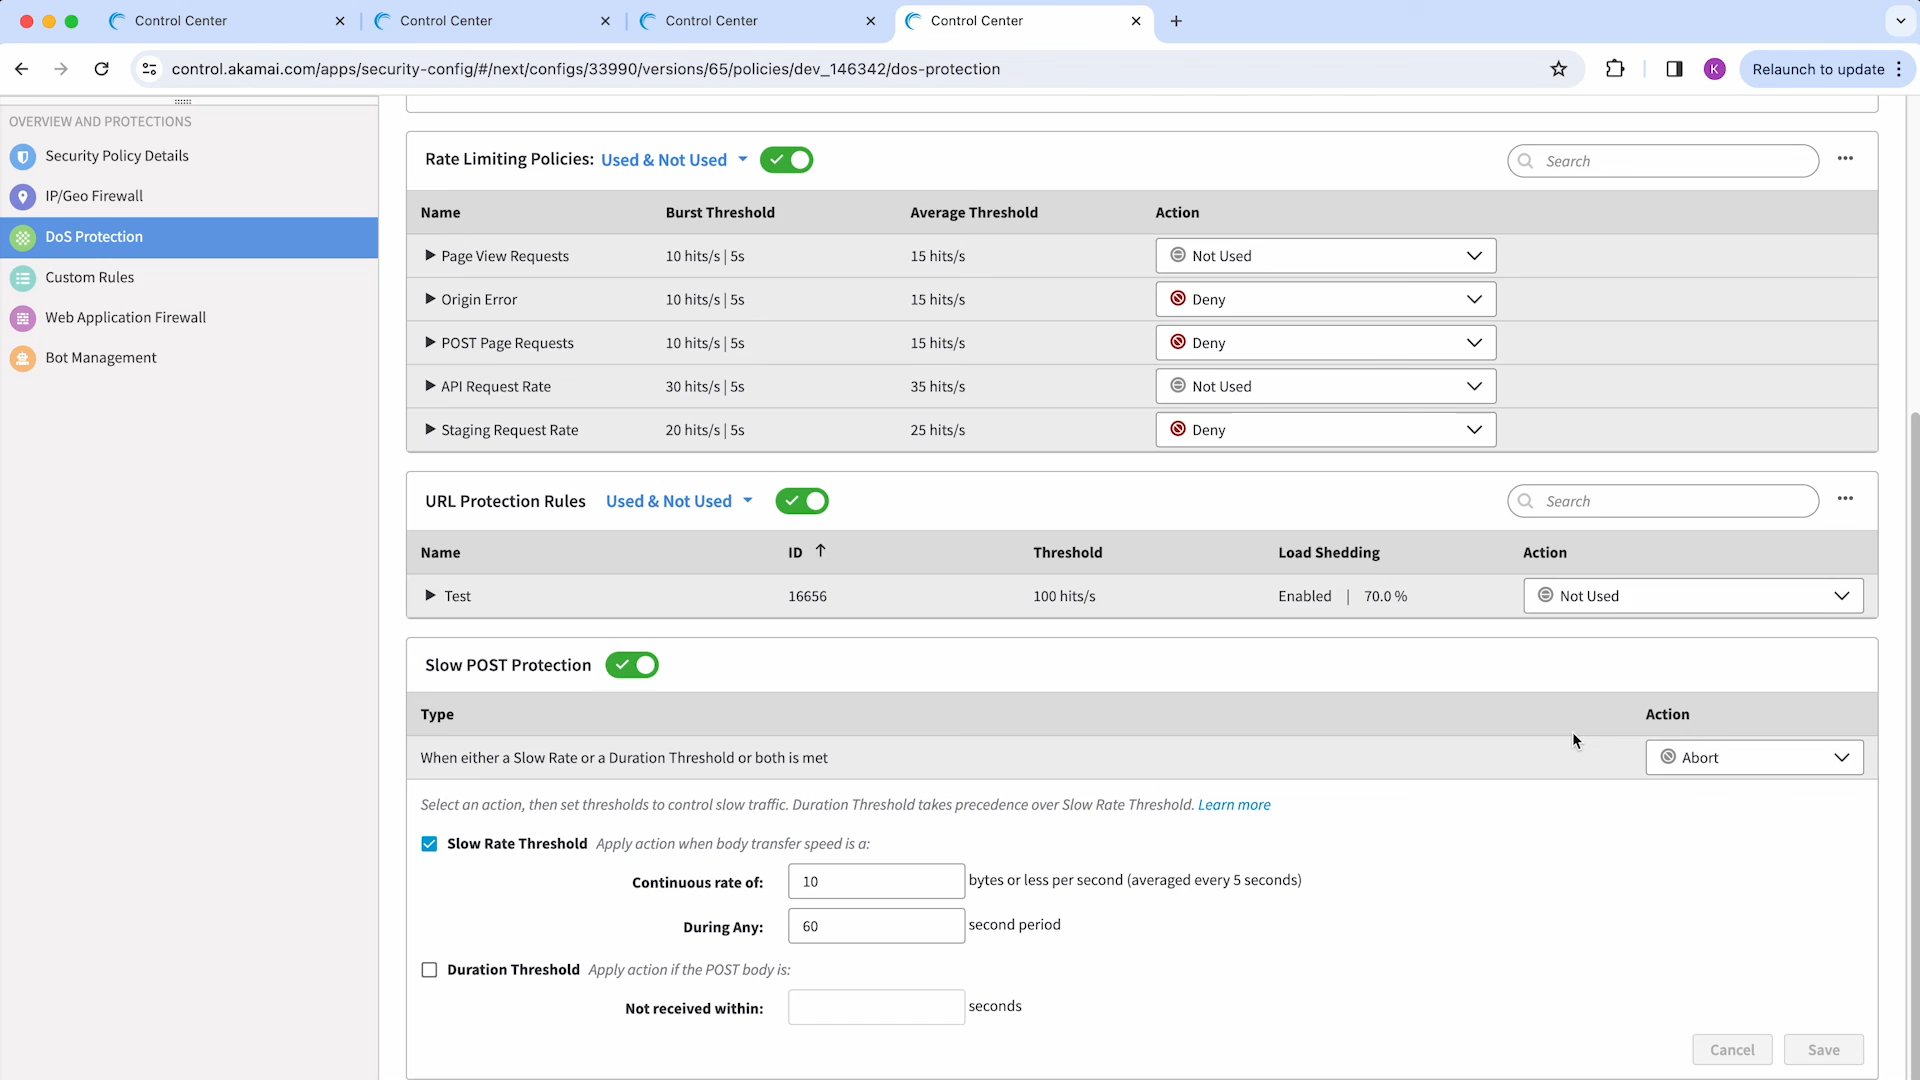 Control Center
Control Center
Control Center
Control Center
control.akamai.com/apps/security-config/#/next/configs/33990/versions/65/policies/dev_146342/dos-protection
K
Relaunch to update
OVERVIEW AND PROTECTIONS
Security Policy Details
IP/Geo Firewall
DoS Protection
Custom Rules
Web Application Firewall
Bot Management
Rate Limiting Policies: Used & Not Used
Search
Name Burst Threshold Average Threshold Action
Page View Requests 10 hits/s | 5s 15 hits/s Not Used
Origin Error 10 hits/s | 5s 15 hits/s Deny
POST Page Requests 10 hits/s | 5s 15 hits/s Deny
API Request Rate 30 hits/s | 5s 35 hits/s Not Used
Staging Request Rate 20 hits/s | 5s 25 hits/s Deny
URL Protection Rules Used & Not Used
Search
Name ID Threshold Load Shedding Action
Test 16656 100 hits/s Enabled | 70.0 % Not Used
Slow POST Protection
Type Action
When either a Slow Rate or a Duration Threshold or both is met Abort
Select an action, then set thresholds to control slow traffic. Duration Threshold takes precedence over Slow Rate Threshold. Learn more
Slow Rate Threshold Apply action when body transfer speed is a:
Continuous rate of: 10 bytes or less per second (averaged every 5 seconds)
During Any: 60 second period
Duration Threshold Apply action if the POST body is:
Not received within: seconds
Cancel Save